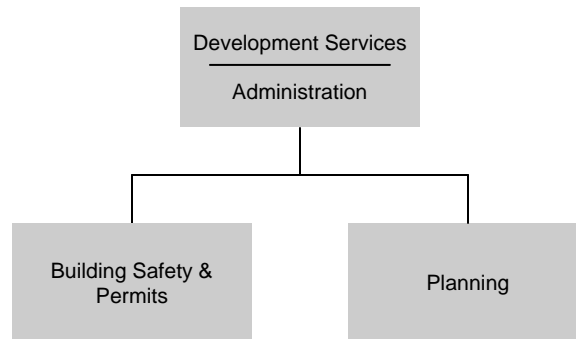 Development Services
Administration
Building Safety &
Permits
Planning